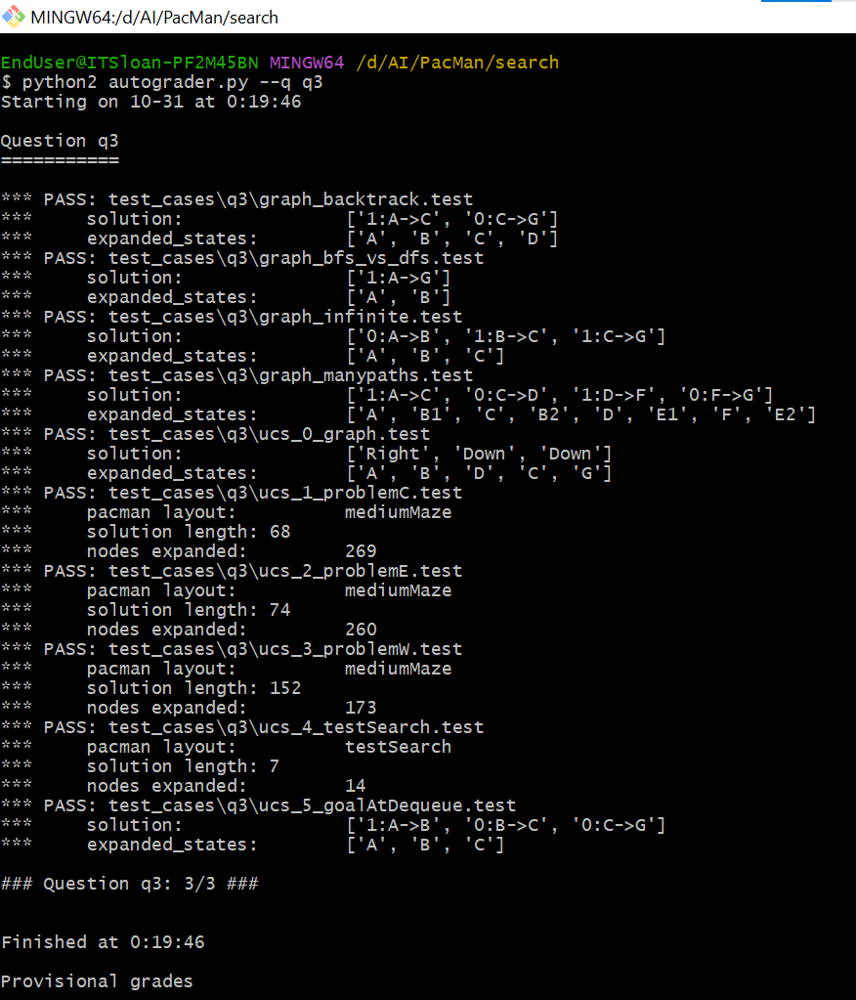 MINGW64:/d/AI/PacMan/search
EndUser@ITSloan-PF2M45BN MINGW64 /d/AI/PacMan/search
$ python2 autograder.py --q q3
Starting on 10-31 at 0:19:46
Question q3
===========
*** PASS: test_cases\q3\graph_backtrack.test
***     solution:               ['1:A->C', '0:C->G']
***     expanded_states:        ['A', 'B', 'C', 'D']
*** PASS: test_cases\q3\graph_bfs_vs_dfs.test
***     solution:               ['1:A->G']
***     expanded_states:        ['A', 'B']
*** PASS: test_cases\q3\graph_infinite.test
***     solution:               ['0:A->B', '1:B->C', '1:C->G']
***     expanded_states:        ['A', 'B', 'C']
*** PASS: test_cases\q3\graph_manypaths.test
***     solution:               ['1:A->C', '0:C->D', '1:D->F', '0:F->G']
***     expanded_states:        ['A', 'B1', 'C', 'B2', 'D', 'E1', 'F', 'E2']
*** PASS: test_cases\q3\ucs_0_graph.test
***     solution:               ['Right', 'Down', 'Down']
***     expanded_states:        ['A', 'B', 'D', 'C', 'G']
*** PASS: test_cases\q3\ucs_1_problemC.test
***     pacman layout:          mediumMaze
***     solution length: 68
***     nodes expanded:         269
*** PASS: test_cases\q3\ucs_2_problemE.test
***     pacman layout:          mediumMaze
***     solution length: 74
***     nodes expanded:         260
*** PASS: test_cases\q3\ucs_3_problemW.test
***     pacman layout:          mediumMaze
***     solution length: 152
***     nodes expanded:         173
*** PASS: test_cases\q3\ucs_4_testSearch.test
***     pacman layout:          testSearch
***     solution length: 7
***     nodes expanded:         14
*** PASS: test_cases\q3\ucs_5_goalAtDequeue.test
***     solution:               ['1:A->B', '0:B->C', '0:C->G']
***     expanded_states:        ['A', 'B', 'C']
### Question q3: 3/3 ###
Finished at 0:19:46
Provisional grades